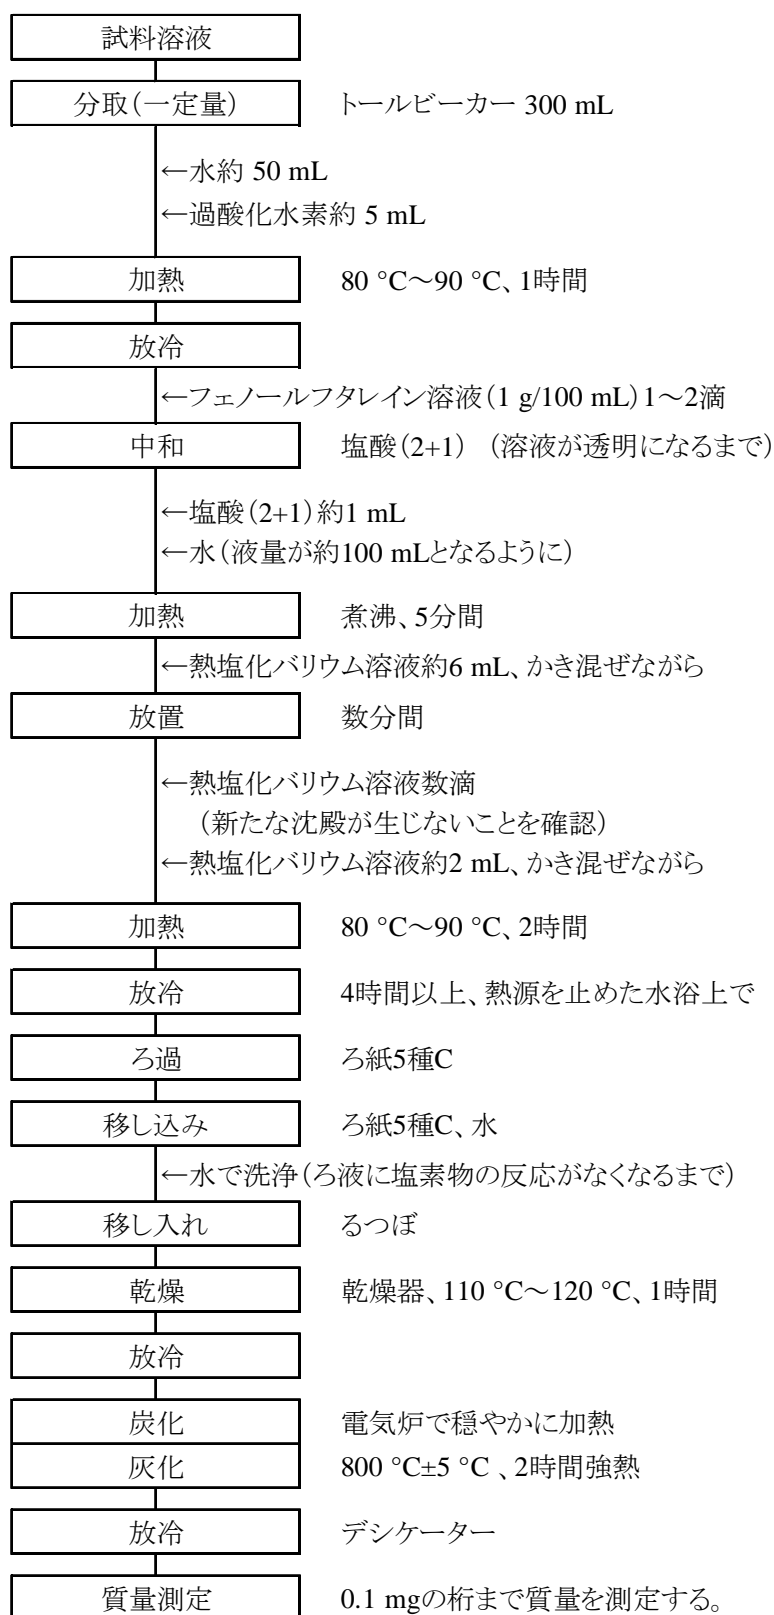 試料溶液
分取(一定量) トールビーカー 300 mL
←水約 50 mL
←過酸化水素約 5 mL
加熱 80 °C～90 °C、1時間
放冷
←フェノールフタレイン溶液(1 g/100 mL)1～2滴
中和 塩酸(2+1) (溶液が透明になるまで)
←塩酸(2+1)約1 mL
←水(液量が約100 mLとなるように)
加熱 煮沸、5分間
←熱塩化バリウム溶液約6 mL、かき混ぜながら
放置 数分間
←熱塩化バリウム溶液数滴
(新たな沈殿が生じないことを確認)
←熱塩化バリウム溶液約2 mL、かき混ぜながら
加熱 80 °C～90 °C、2時間
放冷 4時間以上、熱源を止めた水浴上で
ろ過 ろ紙5種C
移し込み ろ紙5種C、水
←水で洗浄(ろ液に塩素物の反応がなくなるまで)
移し入れ るつぼ
乾燥 乾燥器、110 °C～120 °C、1時間
放冷
炭化 電気炉で穏やかに加熱
灰化 800 °C±5 °C 、2時間強熱
放冷 デシケーター
質量測定 0.1 mgの桁まで質量を測定する。